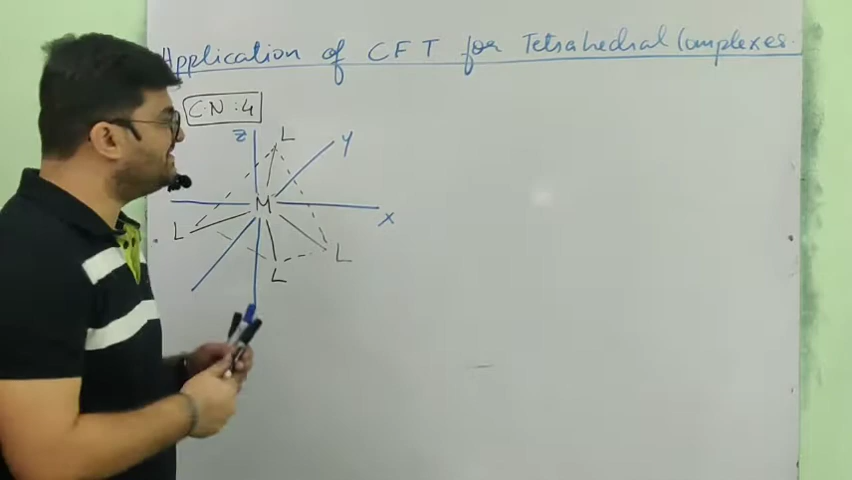 Application of CFT for Tetrahedral Complexes.
C.N : 4
Z L y
M
x
L
L
L